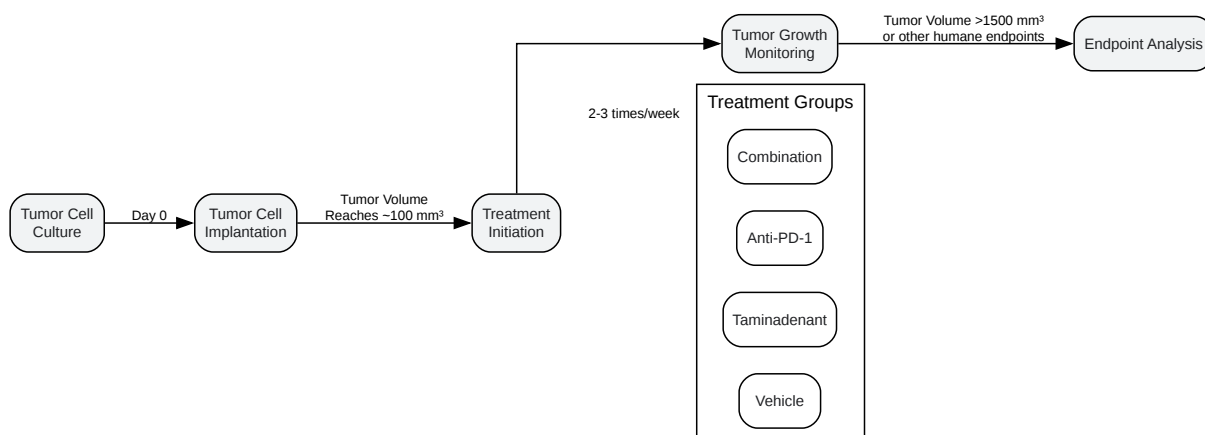 Tumor Cell
Culture
Day 0
Tumor Cell
Implantation
Tumor Volume
Reaches ~100 mm³
Treatment
Initiation
2-3 times/week
Tumor Growth
Monitoring
Tumor Volume >1500 mm³
or other humane endpoints
Endpoint Analysis
Treatment Groups
Combination
Anti-PD-1
Taminadenant
Vehicle